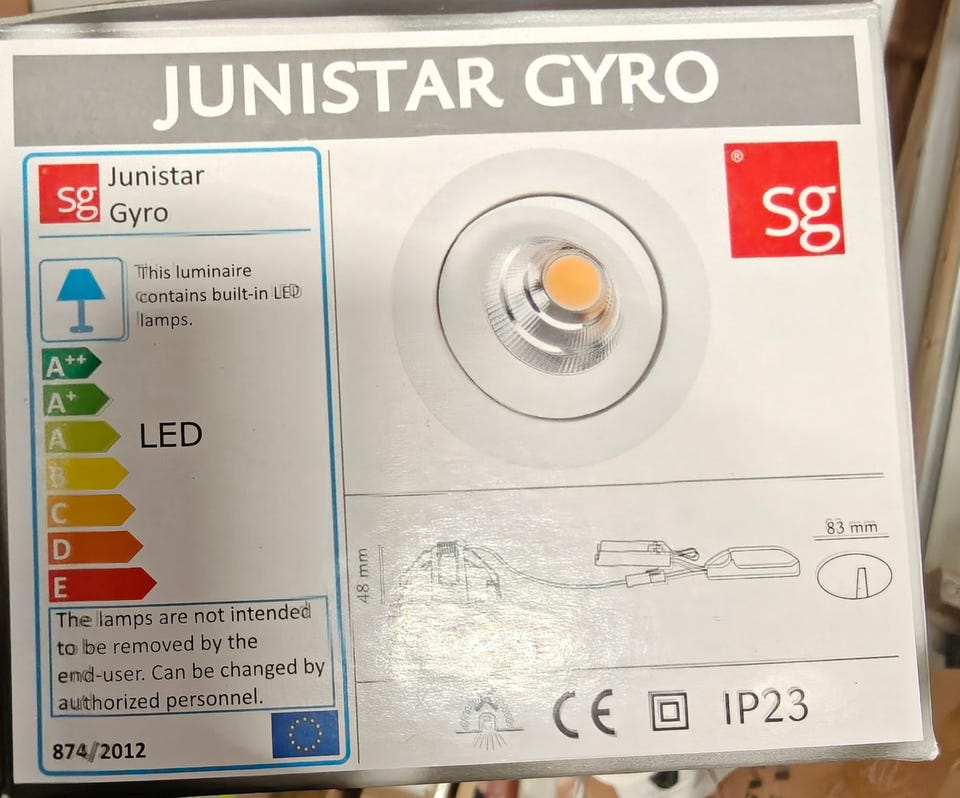 JUNISTAR GYRO
sg
Junistar
Gyro
This luminaire
contains built-in LED
lamps.
A++
A+
A
B
C
D
E
LED
The lamps are not intended
to be removed by the
end-user. Can be changed by
authorized personnel.
874/2012
® sg
48 mm
83 mm
CE
IP23